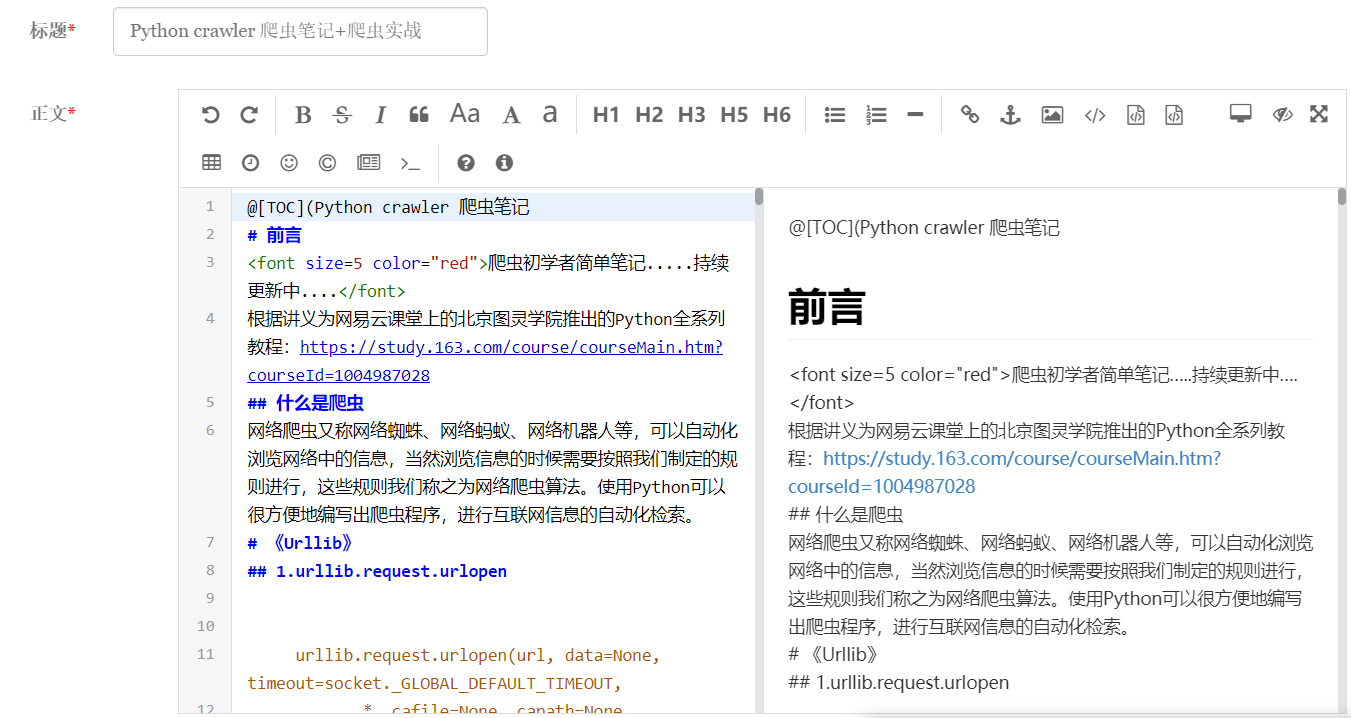 标题*
Python crawler 爬虫笔记+爬虫实战
正文*
B S I Aa A a H1 H2 H3 H5 H6
1 @[TOC](Python crawler 爬虫笔记
2 # 前言
3 <font size=5 color="red">爬虫初学者简单笔记.....持续
更新中....</font>
4 根据讲义为网易云课堂上的北京图灵学院推出的Python全系列
教程：https://study.163.com/course/courseMain.htm?
courseId=1004987028
5 ## 什么是爬虫
6 网络爬虫又称网络蜘蛛、网络蚂蚁、网络机器人等，可以自动化
浏览网络中的信息，当然浏览信息的时候需要按照我们制定的规
则进行，这些规则我们称之为网络爬虫算法。使用Python可以
很方便地编写出爬虫程序，进行互联网信息的自动化检索。
7 # 《Urllib》
8 ## 1.urllib.request.urlopen
9
10
11 urllib.request.urlopen(url, data=None,
timeout=socket._GLOBAL_DEFAULT_TIMEOUT,
12 *, cafile=None, capath=None,
@[TOC](Python crawler 爬虫笔记
前言
<font size=5 color="red">爬虫初学者简单笔记.....持续更新中....
</font>
根据讲义为网易云课堂上的北京图灵学院推出的Python全系列教
程：https://study.163.com/course/courseMain.htm?
courseId=1004987028
## 什么是爬虫
网络爬虫又称网络蜘蛛、网络蚂蚁、网络机器人等，可以自动化浏览
网络中的信息，当然浏览信息的时候需要按照我们制定的规则进行，
这些规则我们称之为网络爬虫算法。使用Python可以很方便地编写
出爬虫程序，进行互联网信息的自动化检索。
# 《Urllib》
## 1.urllib.request.urlopen